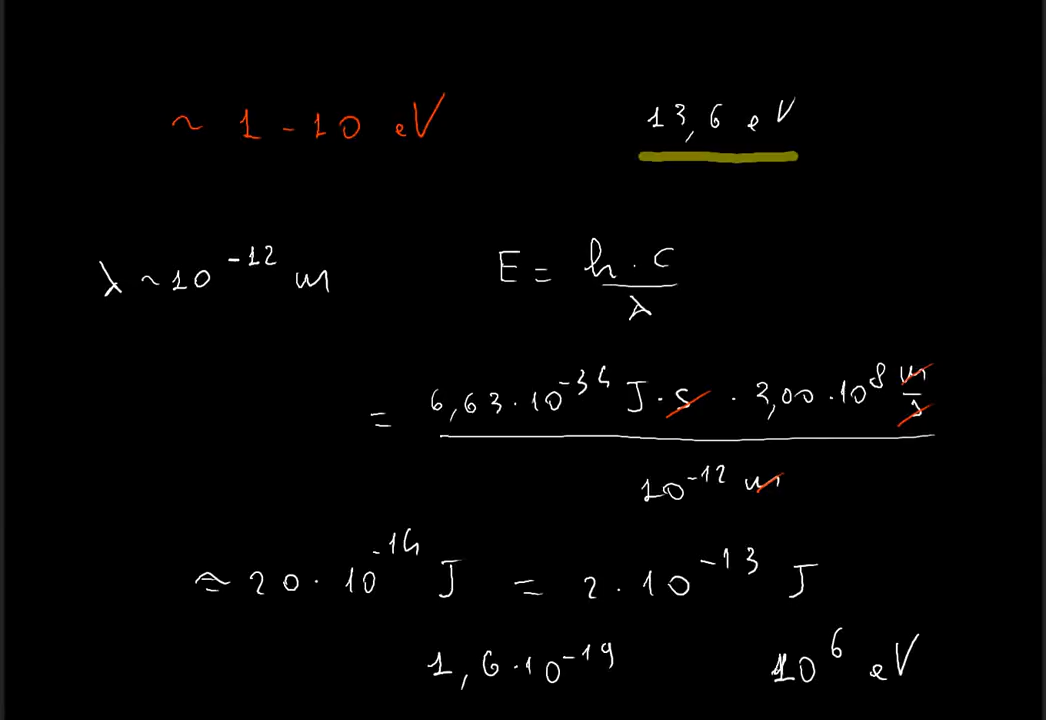 ~ 1 - 10 eV 13,6 eV
λ ~ 10⁻¹² m E = h · c / λ
= 6,63 · 10⁻³⁴ J · s · 3,00 · 10⁸ m/s
10⁻¹² m
≈ 20 · 10⁻¹⁴ J = 2 · 10⁻¹³ J
1,6 · 10⁻¹⁹ 10⁶ eV